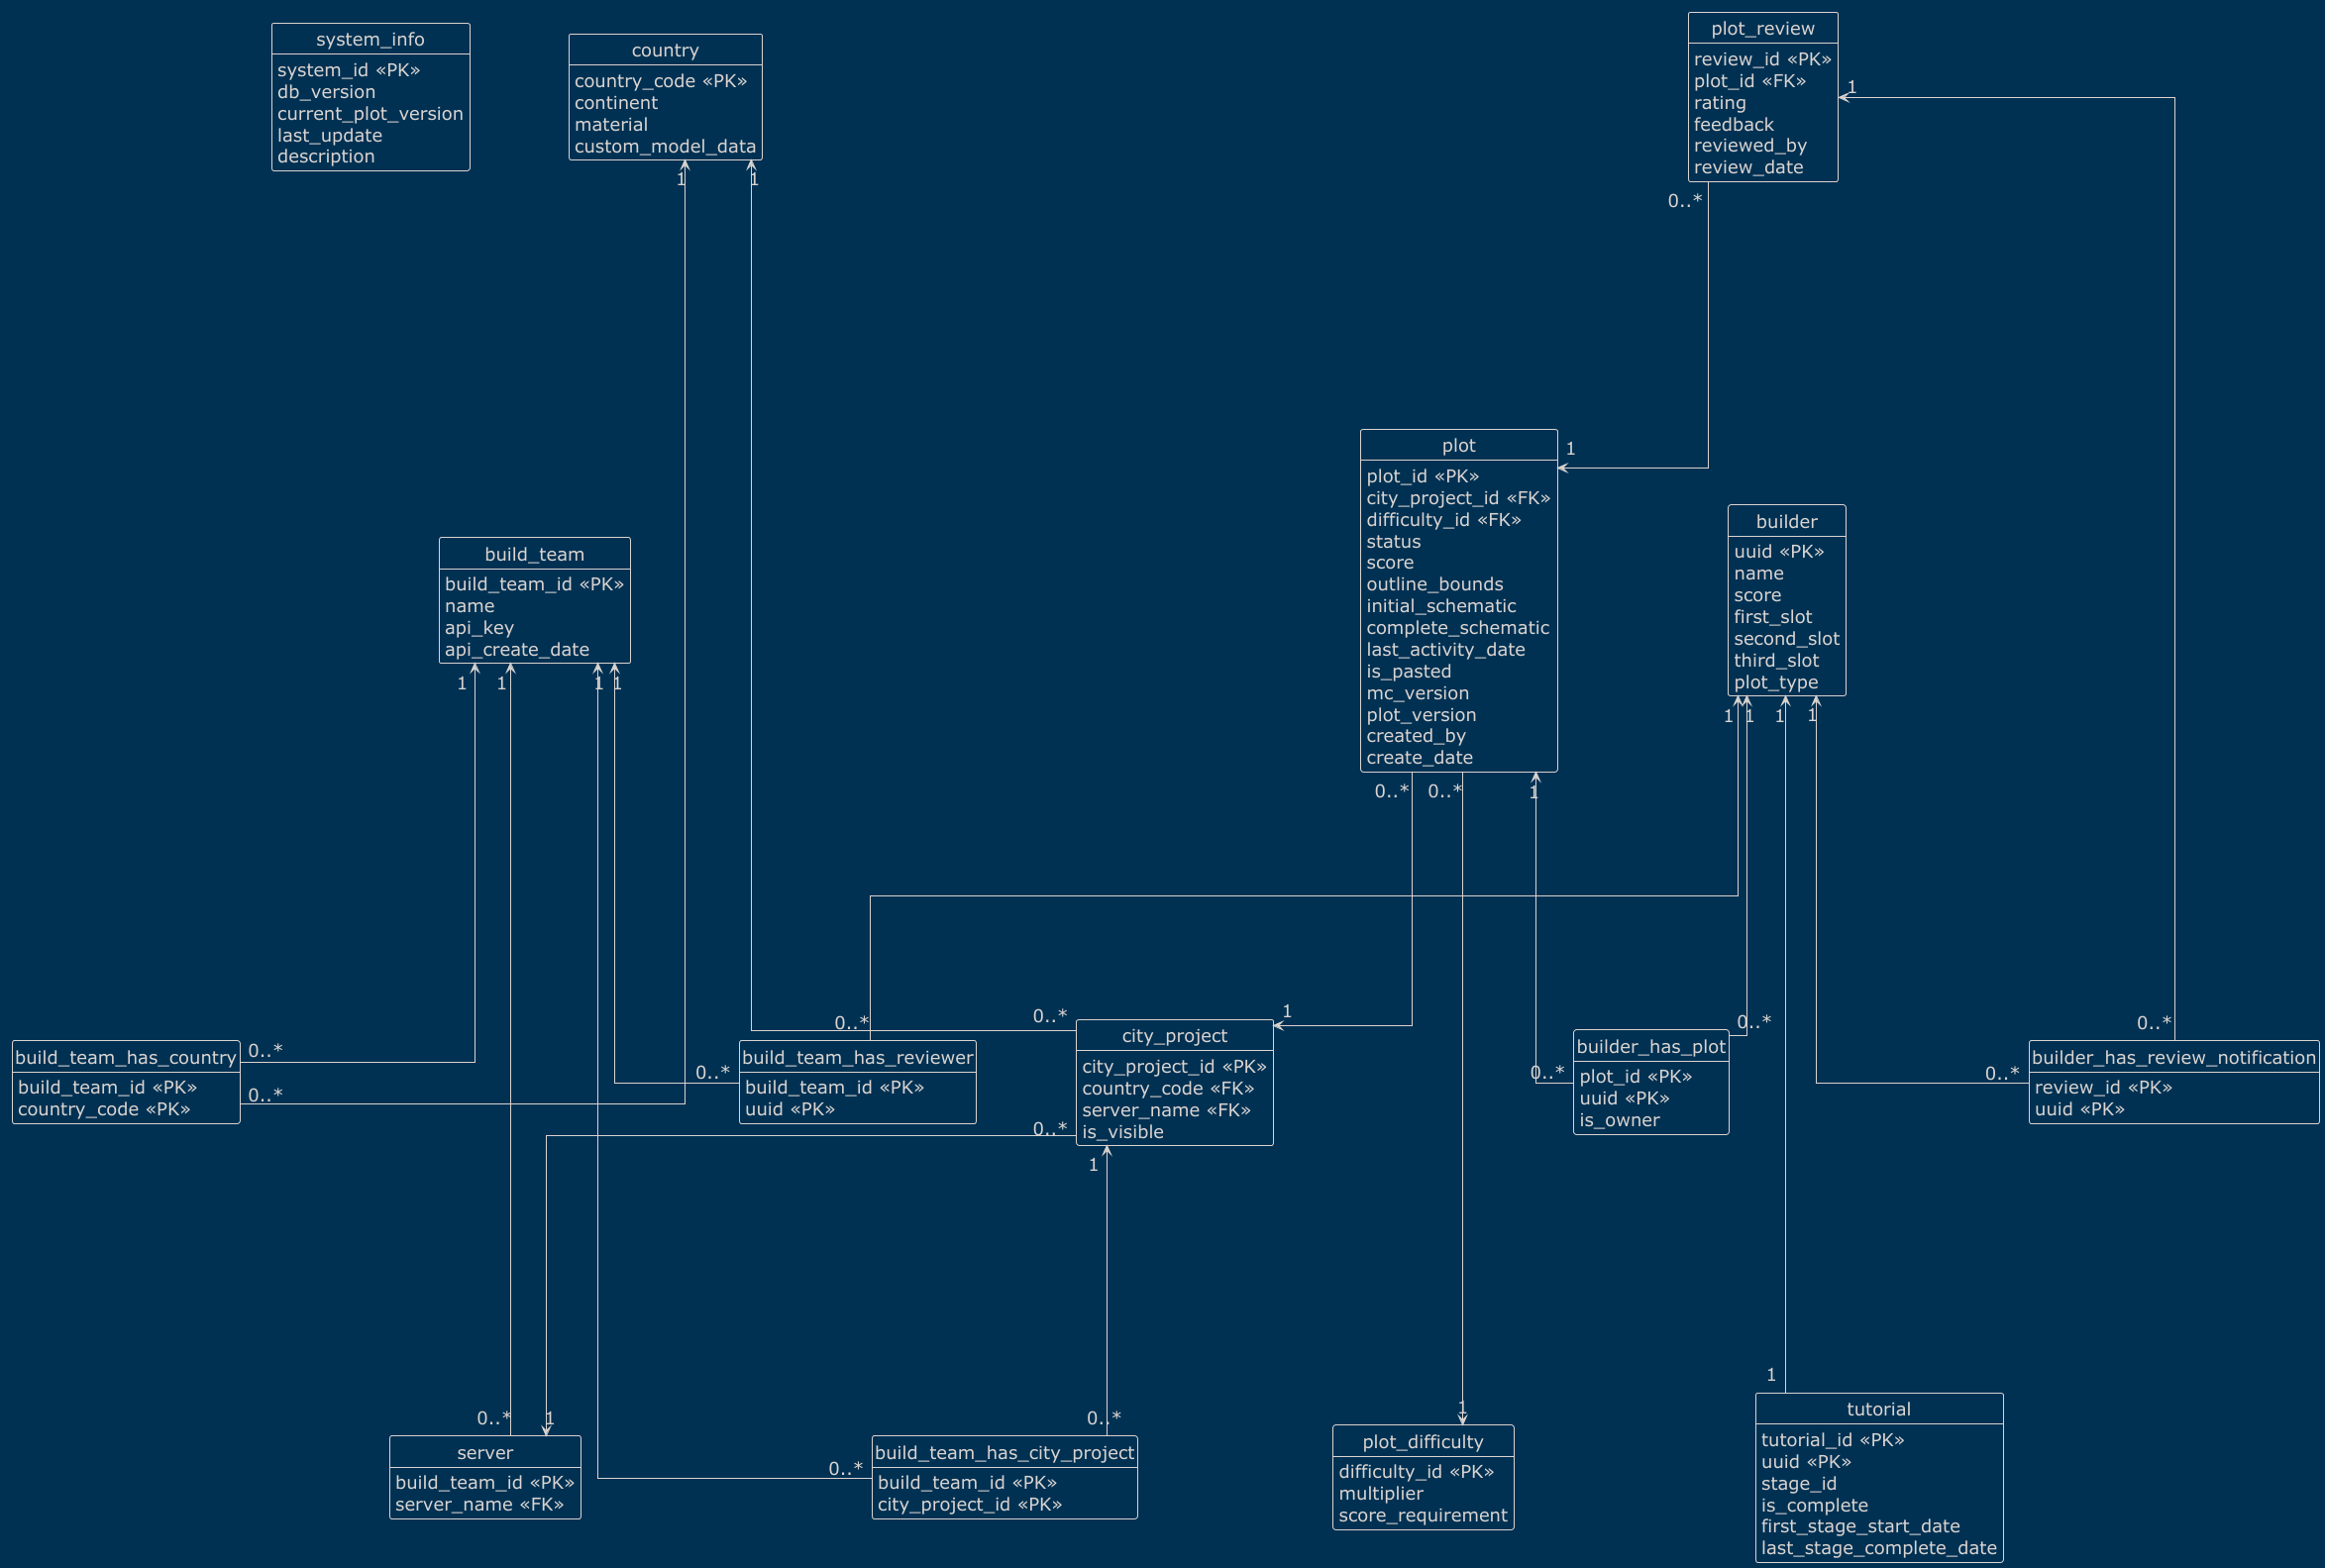 system_info
system_id «PK»
db_version
current_plot_version
last_update
description
country
country_code «PK»
continent
material
custom_model_data
1
1
plot_review
review_id «PK»
plot_id «FK»
rating
feedback
reviewed_by
review_date
1
0..*
plot
plot_id «PK»
city_project_id «FK»
difficulty_id «FK»
status
score
outline_bounds
initial_schematic
complete_schematic
last_activity_date
is_pasted
mc_version
plot_version
created_by
create_date
1
0..*
0..*
1
builder
uuid «PK»
name
score
first_slot
second_slot
third_slot
plot_type
1
1
1
1
build_team
build_team_id «PK»
name
api_key
api_create_date
1
1
1
1
build_team_has_country
build_team_id «PK»
country_code «PK»
0..*
0..*
build_team_has_reviewer
build_team_id «PK»
uuid «PK»
0..*
0..*
city_project
city_project_id «PK»
country_code «FK»
server_name «FK»
is_visible
0..*
1
0..*
1
builder_has_plot
plot_id «PK»
uuid «PK»
is_owner
0..*
0..*
builder_has_review_notification
review_id «PK»
uuid «PK»
0..*
0..*
server
build_team_id «PK»
server_name «FK»
0..*
1
build_team_has_city_project
build_team_id «PK»
city_project_id «PK»
0..*
0..*
plot_difficulty
difficulty_id «PK»
multiplier
score_requirement
1
tutorial
tutorial_id «PK»
uuid «PK»
stage_id
is_complete
first_stage_start_date
last_stage_complete_date
1